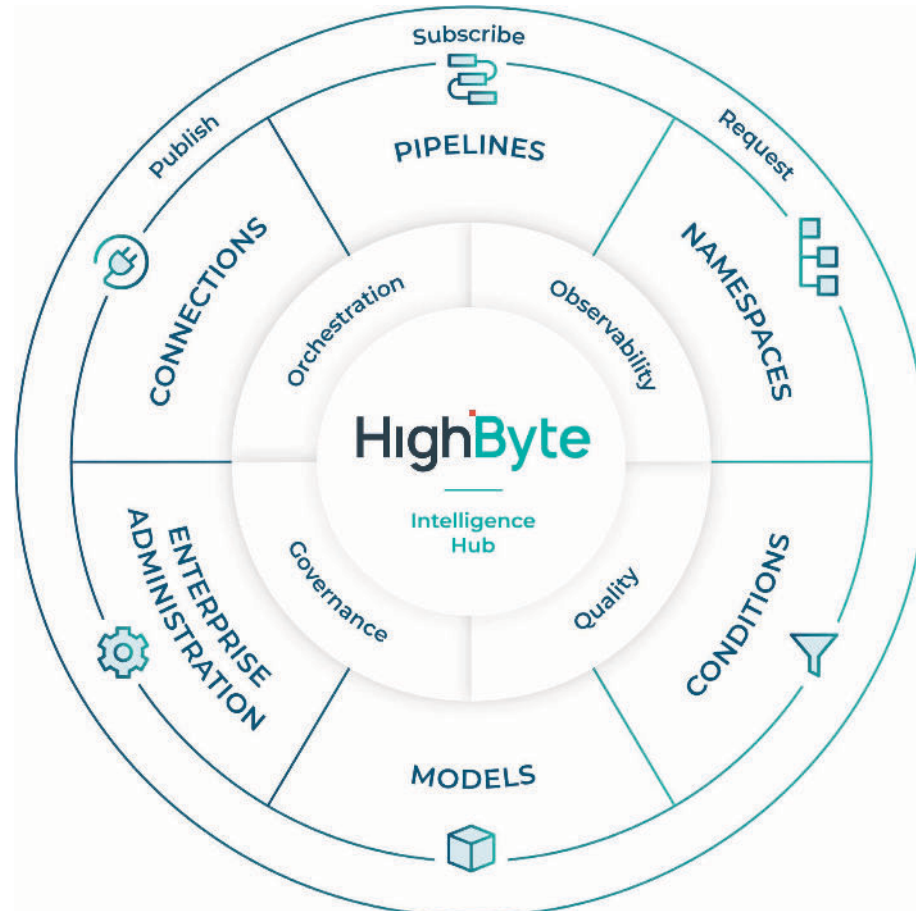 Subscribe
Publish
Request
PIPELINES
CONNECTIONS
NAMESPACES
Orchestration
Observability
HighByte
Intelligence
Hub
Governance
Quality
ENTERPRISE
ADMINISTRATION
CONDITIONS
MODELS